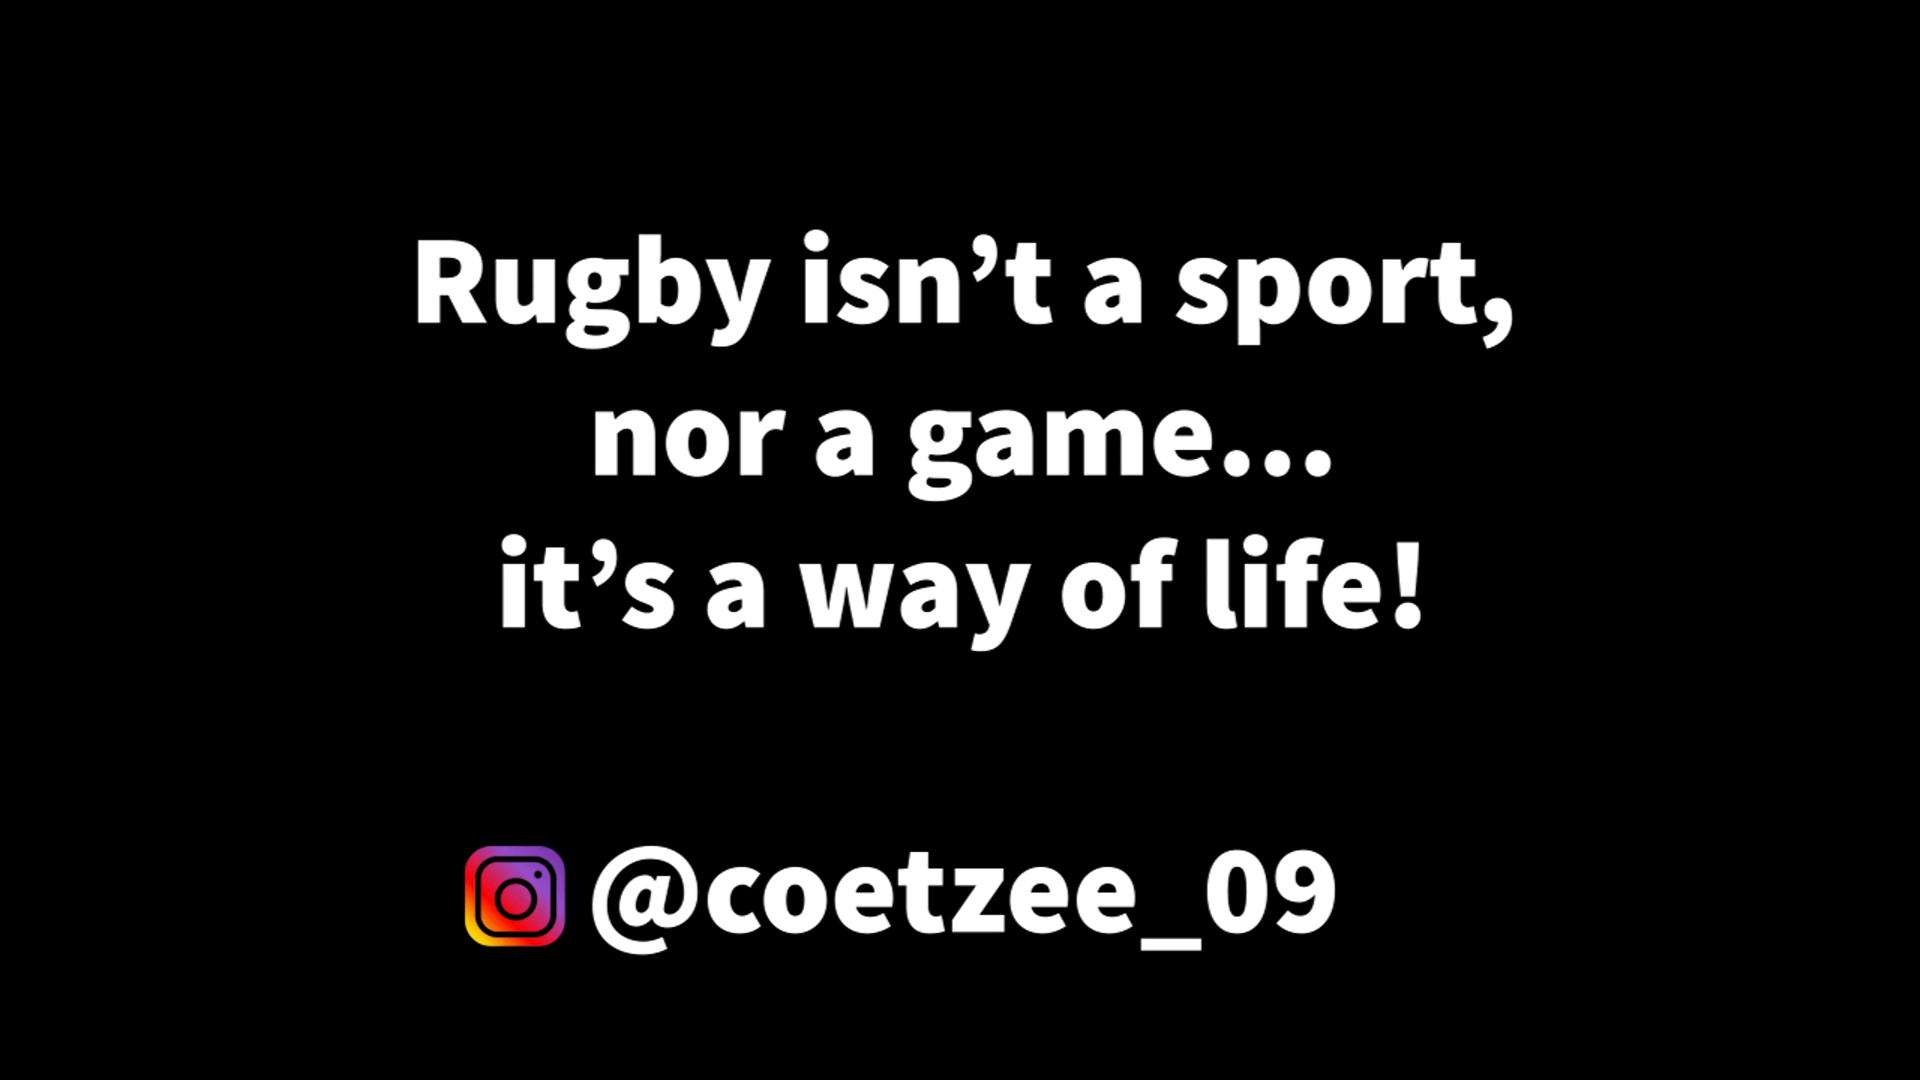 Rugby isn’t a sport,
nor a game...
it’s a way of life!
@coetzee_09